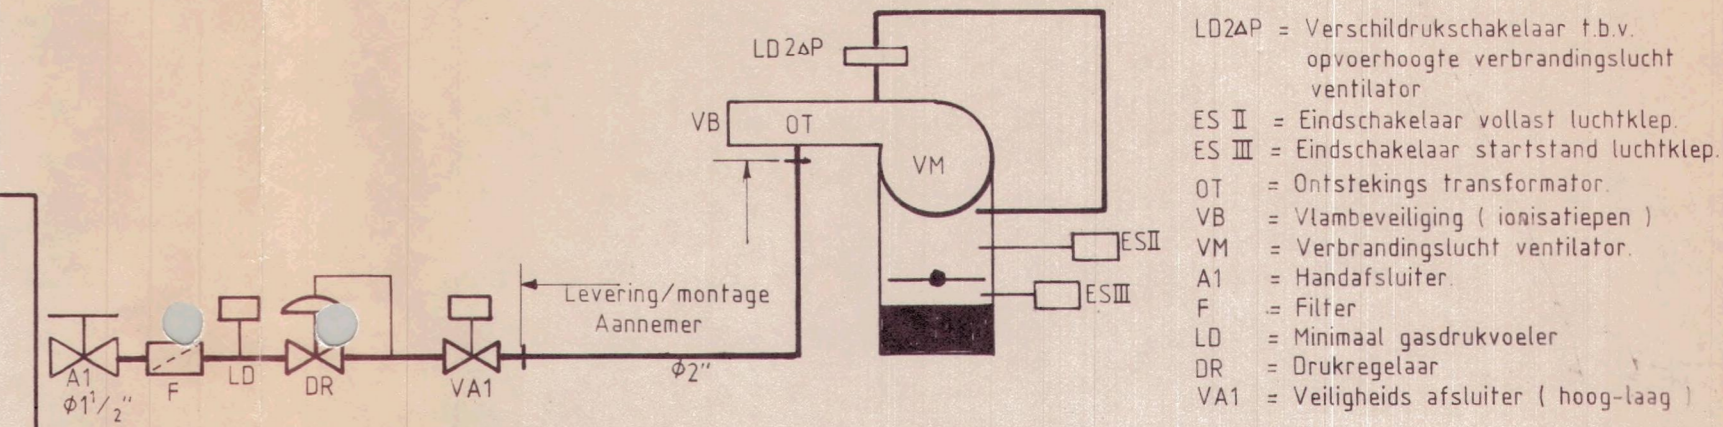 LD2ΔP
VB
OT
VM
ESII
ESIII
Levering/montage
Aannemer
A1
Φ1 1/2"
F
LD
DR
VA1
Φ2"
LD2ΔP = Verschildrukschakelaar t.b.v.
opvoerhoogte verbrandingslucht
ventilator
ES II = Eindschakelaar vollast luchtklep.
ES III = Eindschakelaar startstand luchtklep.
OT = Ontstekings transformator.
VB = Vlambeveiliging ( ionisatiepen )
VM = Verbrandingslucht ventilator.
A1 = Handafsluiter.
F = Filter
LD = Minimaal gasdrukvoeler
DR = Drukregelaar
VA1 = Veiligheids afsluiter ( hoog-laag )